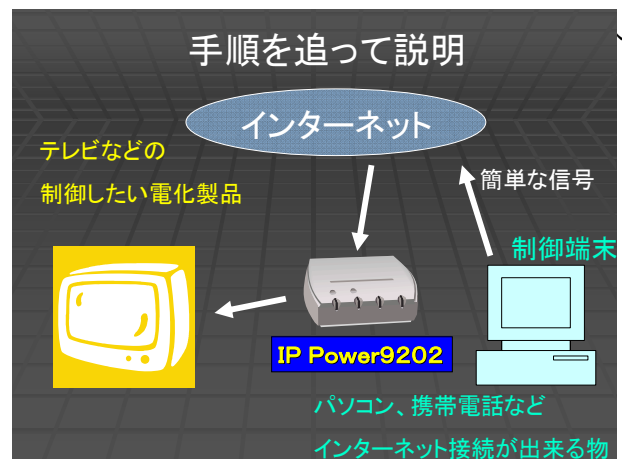 手順を追って説明
インターネット
テレビなどの
制御したい電化製品
簡単な信号
制御端末
IP Power9202
パソコン、携帯電話など
インターネット接続が出来る物